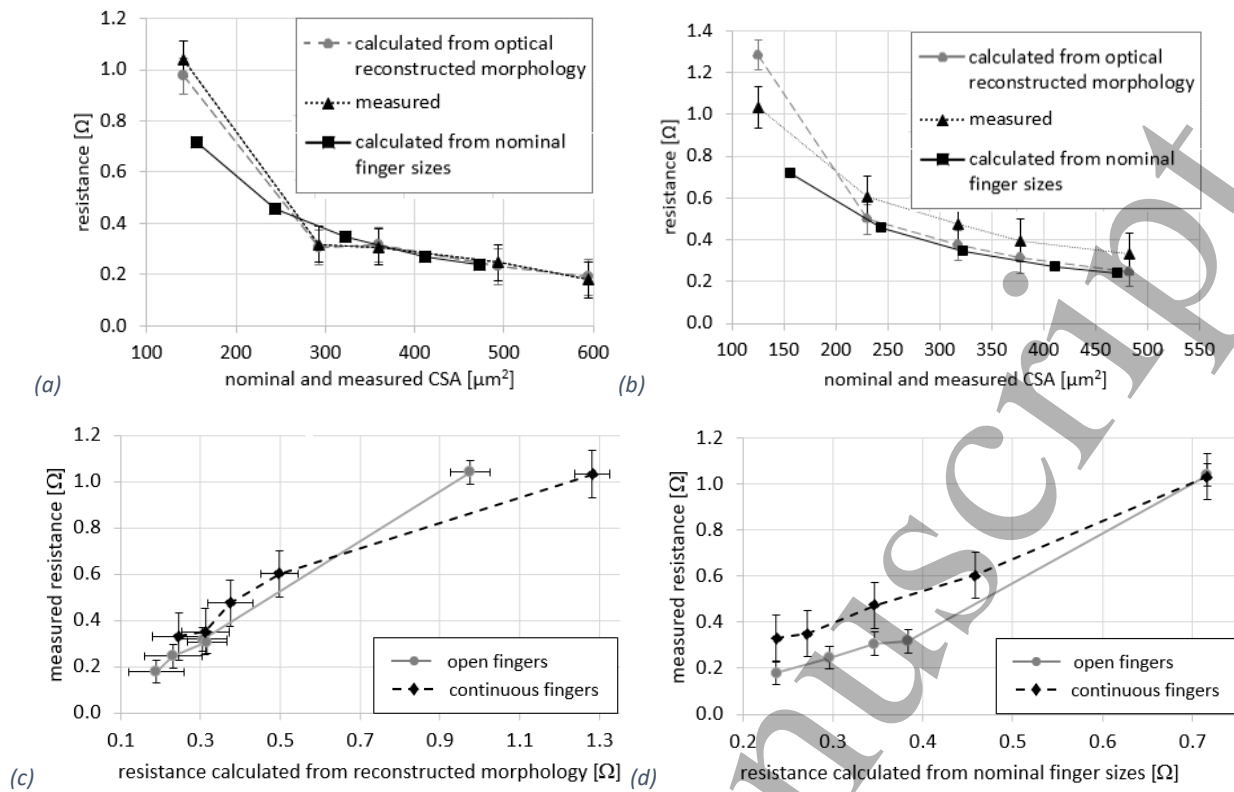 1.2
1.0
0.8
0.6
0.4
0.2
0.0
resistance [Ω]
calculated from optical
reconstructed morphology
measured
calculated from nominal
finger sizes
100 200 300 400 500 600
nominal and measured CSA [µm²]
(a)
1.4
1.2
1.0
0.8
0.6
0.4
0.2
0.0
resistance [Ω]
calculated from optical
reconstructed morphology
measured
calculated from nominal
finger sizes
100 150 200 250 300 350 400 450 500 550
nominal and measured CSA [µm²]
(b)
1.2
1.0
0.8
0.6
0.4
0.2
0.0
measured resistance [Ω]
open fingers
continuous fingers
0.1 0.3 0.5 0.7 0.9 1.1 1.3
resistance calculated from reconstructed morphology [Ω]
(c)
1.2
1.0
0.8
0.6
0.4
0.2
0.0
measured resistance [Ω]
open fingers
continuous fingers
0.2 0.3 0.4 0.5 0.6 0.7
resistance calculated from nominal finger sizes [Ω]
(d)
nuscript